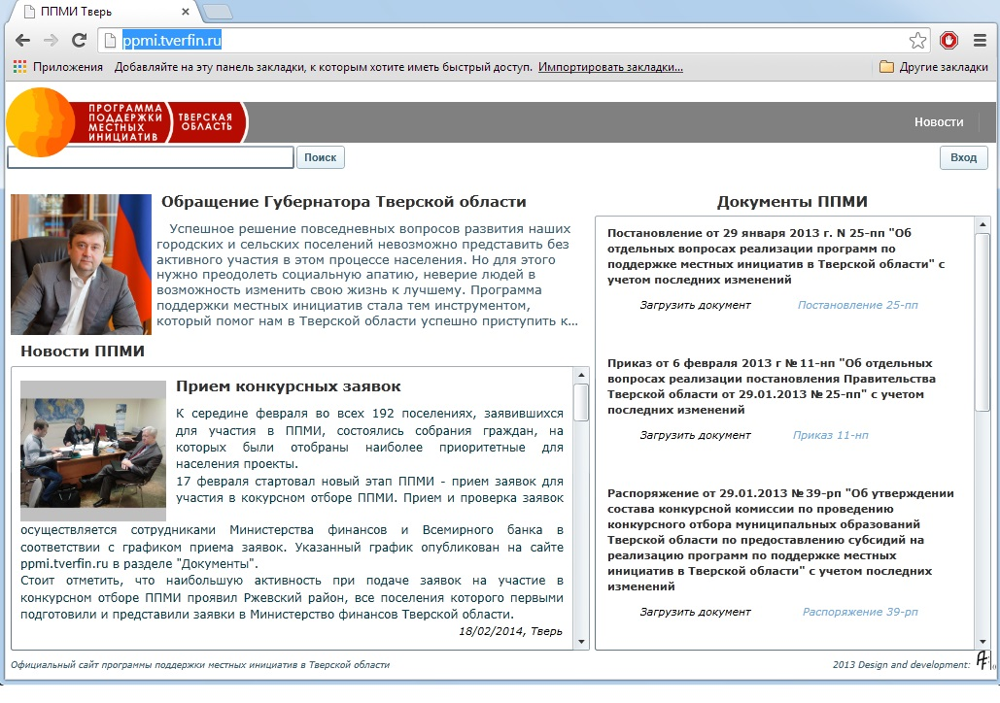 ППМИ Тверь
ppmi.tverfin.ru
Приложения Добавляйте на эту панель закладки, к которым хотите иметь быстрый доступ. Импортировать закладки... Другие закладки
ПРОГРАММА
ПОДДЕРЖКИ
МЕСТНЫХ
ИНИЦИАТИВ
ТВЕРСКАЯ
ОБЛАСТЬ
Новости
Поиск
Вход
Обращение Губернатора Тверской области
Успешное решение повседневных вопросов развития наших
городских и сельских поселений невозможно представить без
активного участия в этом процессе населения. Но для этого
нужно преодолеть социальную апатию, неверие людей в
возможность изменить свою жизнь к лучшему. Программа
поддержки местных инициатив стала тем инструментом,
который помог нам в Тверской области успешно приступить к...
Новости ППМИ
Прием конкурсных заявок
К середине февраля во всех 192 поселениях, заявившихся
для участия в ППМИ, состоялись собрания граждан, на
которых были отобраны наиболее приоритетные для
населения проекты.
17 февраля стартовал новый этап ППМИ - прием заявок для
участия в кокурсном отборе ППМИ. Прием и проверка заявок
осуществляется сотрудниками Министерства финансов и Всемирного банка в
соответствии с графиком приема заявок. Указанный график опубликован на сайте
ppmi.tverfin.ru в разделе "Документы".
Стоит отметить, что наибольшую активность при подаче заявок на участие в
конкурсном отборе ППМИ проявил Ржевский район, все поселения которого первыми
подготовили и представили заявки в Министерство финансов Тверской области.
18/02/2014, Тверь
Документы ППМИ
Постановление от 29 января 2013 г. N 25-пп "Об
отдельных вопросах реализации программ по
поддержке местных инициатив в Тверской области" с
учетом последних изменений
Загрузить документ Постановление 25-пп
Приказ от 6 февраля 2013 г № 11-нп "Об отдельных
вопросах реализации постановления Правительства
Тверской области от 29.01.2013 № 25-пп" с учетом
последних изменений
Загрузить документ Приказ 11-нп
Распоряжение от 29.01.2013 № 39-рп "Об утверждении
состава конкурсной комиссии по проведению
конкурсного отбора муниципальных образований
Тверской области по предоставлению субсидий на
реализацию программ по поддержке местных
инициатив в Тверской области" с учетом последних
изменений
Загрузить документ Распоряжение 39-рп
Официальный сайт программы поддержки местных инициатив в Тверской области
2013 Design and development: